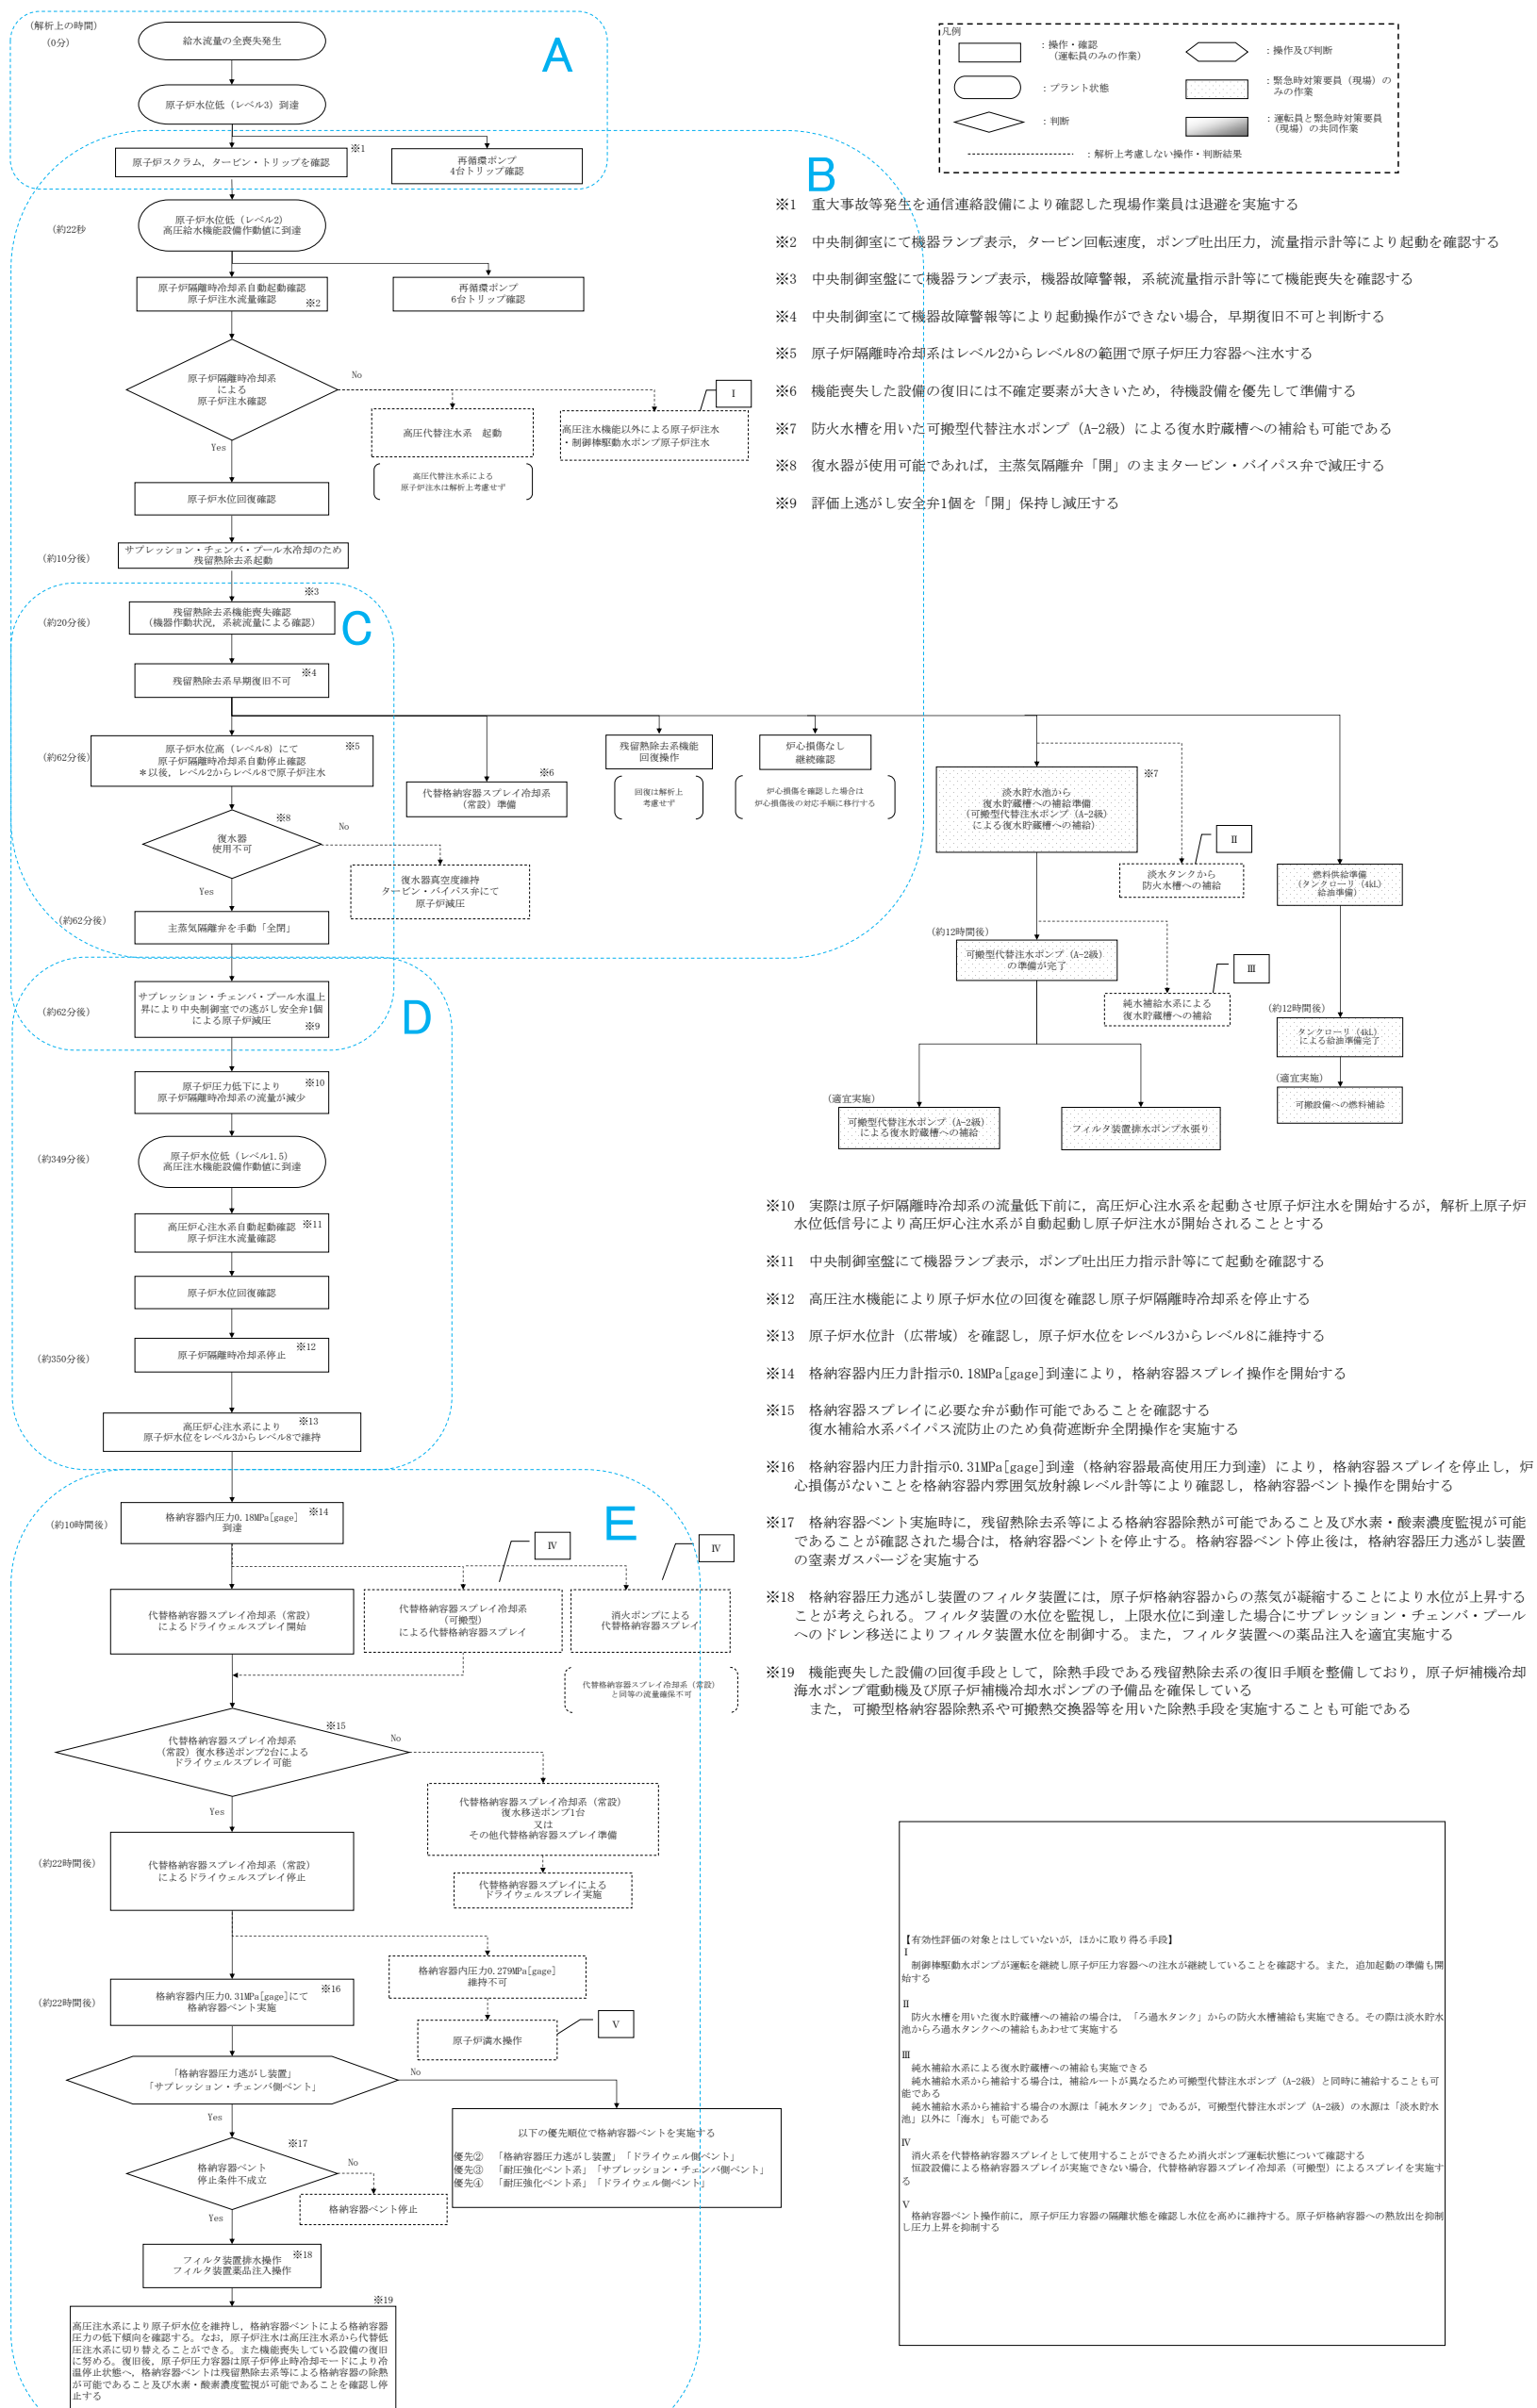 (解析上の時間)
(0分)
給水流量の全喪失発生
A
原子炉水位低（レベル3）到達
※1
原子炉スクラム，タービン・トリップを確認
再循環ポンプ
4台トリップ確認
凡例
：操作・確認
（運転員のみの作業）
：操作及び判断
：プラント状態
：緊急時対策要員（現場）の
みの作業
：判断
：運転員と緊急時対策要員
（現場）の共同作業
：解析上考慮しない操作・判断結果
B
(約22秒
原子炉水位低（レベル2）
高圧給水機能設備作動値に到達
原子炉隔離時冷却系自動起動確認
原子炉注水流量確認
※2
再循環ポンプ
6台トリップ確認
原子炉隔離時冷却系
による
原子炉注水確認
No
Yes
高圧代替注水系　起動
高圧代替注水系による
原子炉注水は解析上考慮せず
Ⅰ
高圧注水機能以外による原子炉注水
・制御棒駆動水ポンプ原子炉注水
原子炉水位回復確認
(約10分後)
サプレッション・チェンバ・プール水冷却のため
残留熱除去系起動
※1　重大事故等発生を通信連絡設備により確認した現場作業員は退避を実施する
※2　中央制御室にて機器ランプ表示，タービン回転速度，ポンプ吐出圧力，流量指示計等により起動を確認する
※3　中央制御室盤にて機器ランプ表示，機器故障警報，系統流量指示計等にて機能喪失を確認する
※4　中央制御室にて機器故障警報等により起動操作ができない場合，早期復旧不可と判断する
※5　原子炉隔離時冷却系はレベル2からレベル8の範囲で原子炉圧力容器へ注水する
※6　機能喪失した設備の復旧には不確定要素が大きいため，待機設備を優先して準備する
※7　防火水槽を用いた可搬型代替注水ポンプ（A-2級）による復水貯蔵槽への補給も可能である
※8　復水器が使用可能であれば，主蒸気隔離弁「開」のままタービン・バイパス弁で減圧する
※9　評価上逃がし安全弁1個を「開」保持し減圧する
C
※3
(約20分後)
残留熱除去系機能喪失確認
（機器作動状況，系統流量による確認）
※4
残留熱除去系早期復旧不可
(約62分後)
原子炉水位高（レベル8）にて
原子炉隔離時冷却系自動停止確認
＊以後，レベル2からレベル8で原子炉注水
※5
※6
代替格納容器スプレイ冷却系
（常設）準備
残留熱除去系機能
回復操作
回復は解析上
考慮せず
炉心損傷なし
継続確認
炉心損傷を確認した場合は
炉心損傷後の対応手順に移行する
※7
淡水貯水池から
復水貯蔵槽への補給準備
（可搬型代替注水ポンプ（A-2級）
による復水貯蔵槽への補給）
Ⅱ
淡水タンクから
防火水槽への補給
燃料供給準備
（タンクローリ（4kL）
給油準備）
※8
復水器
使用不可
No
Yes
復水器真空度維持
タービン・バイパス弁にて
原子炉減圧
(約62分後)
主蒸気隔離弁を手動「全閉」
(約12時間後)
可搬型代替注水ポンプ（A-2級）
の準備が完了
Ⅲ
純水補給水系による
復水貯蔵槽への補給
(約12時間後)
タンクローリ（4kL）
による給油準備完了
(適宜実施)
可搬設備への燃料補給
(適宜実施)
可搬型代替注水ポンプ（A-2級）
による復水貯蔵槽への補給
フィルタ装置排水ポンプ水張り
D
(約62分後)
サプレッション・チェンバ・プール水温上
昇により中央制御室での逃がし安全弁1個
による原子炉減圧
※9
原子炉圧力低下により
原子炉隔離時冷却系の流量が減少
※10
(約349分後)
原子炉水位低（レベル1.5）
高圧注水機能設備作動値に到達
高圧炉心注水系自動起動確認
原子炉注水流量確認
※11
原子炉水位回復確認
(約350分後)
原子炉隔離時冷却系停止
※12
高圧炉心注水系により
原子炉水位をレベル3からレベル8で維持
※13
※10　実際は原子炉隔離時冷却系の流量低下前に，高圧炉心注水系を起動させ原子炉注水を開始するが，解析上原子炉
水位低信号により高圧炉心注水系が自動起動し原子炉注水が開始されることとする
※11　中央制御室盤にて機器ランプ表示，ポンプ吐出圧力指示計等にて起動を確認する
※12　高圧注水機能により原子炉水位の回復を確認し原子炉隔離時冷却系を停止する
※13　原子炉水位計（広帯域）を確認し，原子炉水位をレベル3からレベル8に維持する
※14　格納容器内圧力計指示0.18MPa[gage]到達により，格納容器スプレイ操作を開始する
※15　格納容器スプレイに必要な弁が動作可能であることを確認する
復水補給水系バイパス流防止のため負荷遮断弁全閉操作を実施する
※16　格納容器内圧力計指示0.31MPa[gage]到達（格納容器最高使用圧力到達）により，格納容器スプレイを停止し，炉
心損傷がないことを格納容器内雰囲気放射線レベル計等により確認し，格納容器ベント操作を開始する
※17　格納容器ベント実施時に，残留熱除去系等による格納容器除熱が可能であること及び水素・酸素濃度監視が可能
であることが確認された場合は，格納容器ベントを停止する。格納容器ベント停止後は，格納容器圧力逃がし装置
の窒素ガスパージを実施する
※18　格納容器圧力逃がし装置のフィルタ装置には，原子炉格納容器からの蒸気が凝縮することにより水位が上昇する
ことが考えられる。フィルタ装置の水位を監視し，上限水位に到達した場合にサプレッション・チェンバ・プール
へのドレン移送によりフィルタ装置水位を制御する。また，フィルタ装置への薬品注入を適宜実施する
※19　機能喪失した設備の回復手段として，除熱手段である残留熱除去系の復旧手順を整備しており，原子炉補機冷却
海水ポンプ電動機及び原子炉補機冷却水ポンプの予備品を確保している
また，可搬型格納容器除熱系や可搬熱交換器等を用いた除熱手段を実施することも可能である
E
(約10時間後)
格納容器内圧力0.18MPa[gage]
到達
※14
Ⅳ
Ⅳ
代替格納容器スプレイ冷却系（常設）
によるドライウェルスプレイ開始
代替格納容器スプレイ冷却系
（可搬型）
による代替格納容器スプレイ
消火ポンプによる
代替格納容器スプレイ
代替格納容器スプレイ冷却系（常設）
と同等の流量確保不可
※15
代替格納容器スプレイ冷却系
（常設）復水移送ポンプ2台による
ドライウェルスプレイ可能
No
Yes
代替格納容器スプレイ冷却系（常設）
復水移送ポンプ1台
又は
その他代替格納容器スプレイ準備
代替格納容器スプレイによる
ドライウェルスプレイ実施
(約22時間後)
代替格納容器スプレイ冷却系（常設）
によるドライウェルスプレイ停止
格納容器内圧力0.279MPa[gage]
維持不可
Ⅴ
原子炉満水操作
(約22時間後)
格納容器内圧力0.31MPa[gage]にて
格納容器ベント実施
※16
「格納容器圧力逃がし装置」
「サプレッション・チェンバ側ベント」
No
Yes
以下の優先順位で格納容器ベントを実施する
優先②　「格納容器圧力逃がし装置」「ドライウェル側ベント」
優先③　「耐圧強化ベント系」「サプレッション・チェンバ側ベント」
優先④　「耐圧強化ベント系」「ドライウェル側ベント」
※17
格納容器ベント
停止条件不成立
No
Yes
格納容器ベント停止
フィルタ装置排水操作
フィルタ装置薬品注入操作
※18
※19
高圧注水系により原子炉水位を維持し，格納容器ベントによる格納容器
圧力の低下傾向を確認する。なお，原子炉注水は高圧注水系から代替低
圧注水系に切り替えることができる。また機能喪失している設備の復旧
に努める。復旧後，原子炉圧力容器は原子炉停止時冷却モードにより冷
温停止状態へ，格納容器ベントは残留熱除去系等による格納容器の除熱
が可能であること及び水素・酸素濃度監視が可能であることを確認し停
止する
【有効性評価の対象とはしていないが，ほかに取り得る手段】
Ⅰ
制御棒駆動水ポンプが運転を継続し原子炉圧力容器への注水が継続していることを確認する。また，追加起動の準備も開
始する
Ⅱ
防火水槽を用いた復水貯蔵槽への補給の場合は，「ろ過水タンク」からの防火水槽補給も実施できる。その際は淡水貯水
池からろ過水タンクへの補給もあわせて実施する
Ⅲ
純水補給水系による復水貯蔵槽への補給も実施できる
純水補給水系から補給する場合は，補給ルートが異なるため可搬型代替注水ポンプ（A-2級）と同時に補給することも可
能である
純水補給水系から補給する場合の水源は「純水タンク」であるが，可搬型代替注水ポンプ（A-2級）の水源は「淡水貯水
池」以外に「海水」も可能である
Ⅳ
消火系を代替格納容器スプレイとして使用することができるため消火ポンプ運転状態について確認する
恒設設備による格納容器スプレイが実施できない場合，代替格納容器スプレイ冷却系（可搬型）によるスプレイを実施す
る
Ⅴ
格納容器ベント操作前に，原子炉圧力容器の隔離状態を確認し水位を高めに維持する。原子炉格納容器への熱放出を抑制
し圧力上昇を抑制する